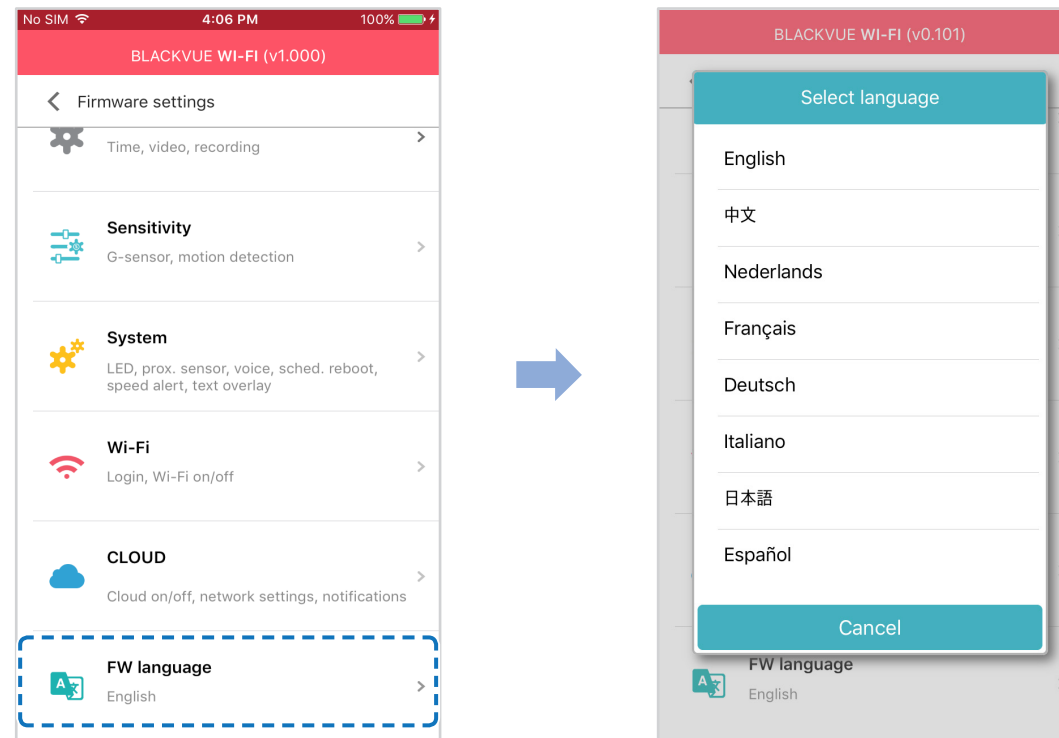 No SIM 4:06 PM 100%
BLACKVUE WI-FI (v1.000)
Firmware settings
Time, video, recording
Sensitivity
G-sensor, motion detection
System
LED, prox. sensor, voice, sched. reboot,
speed alert, text overlay
Wi-Fi
Login, Wi-Fi on/off
CLOUD
Cloud on/off, network settings, notifications
A 文
FW language
English
BLACKVUE WI-FI (v0.101)
Select language
English
中文
Nederlands
Français
Deutsch
Italiano
日本語
Español
Cancel
A 文
FW language
English